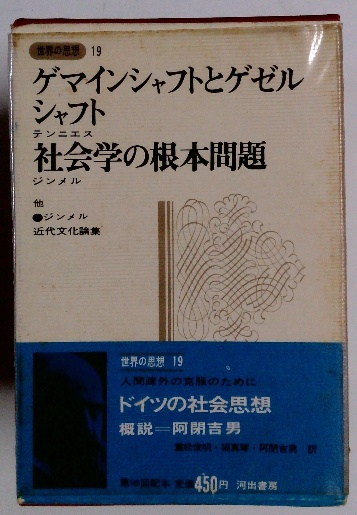 世界の思想 19
ゲマインシャフトとゲゼル
シャフト
テンニエス
社会学の根本問題
ジンメル
他
●ジンメル
近代文化論集
世界の思想 19
人間疎外の克服のために
ドイツの社会思想
概説＝阿閉吉男
阿閉吉男 訳
定価450円 河出書房